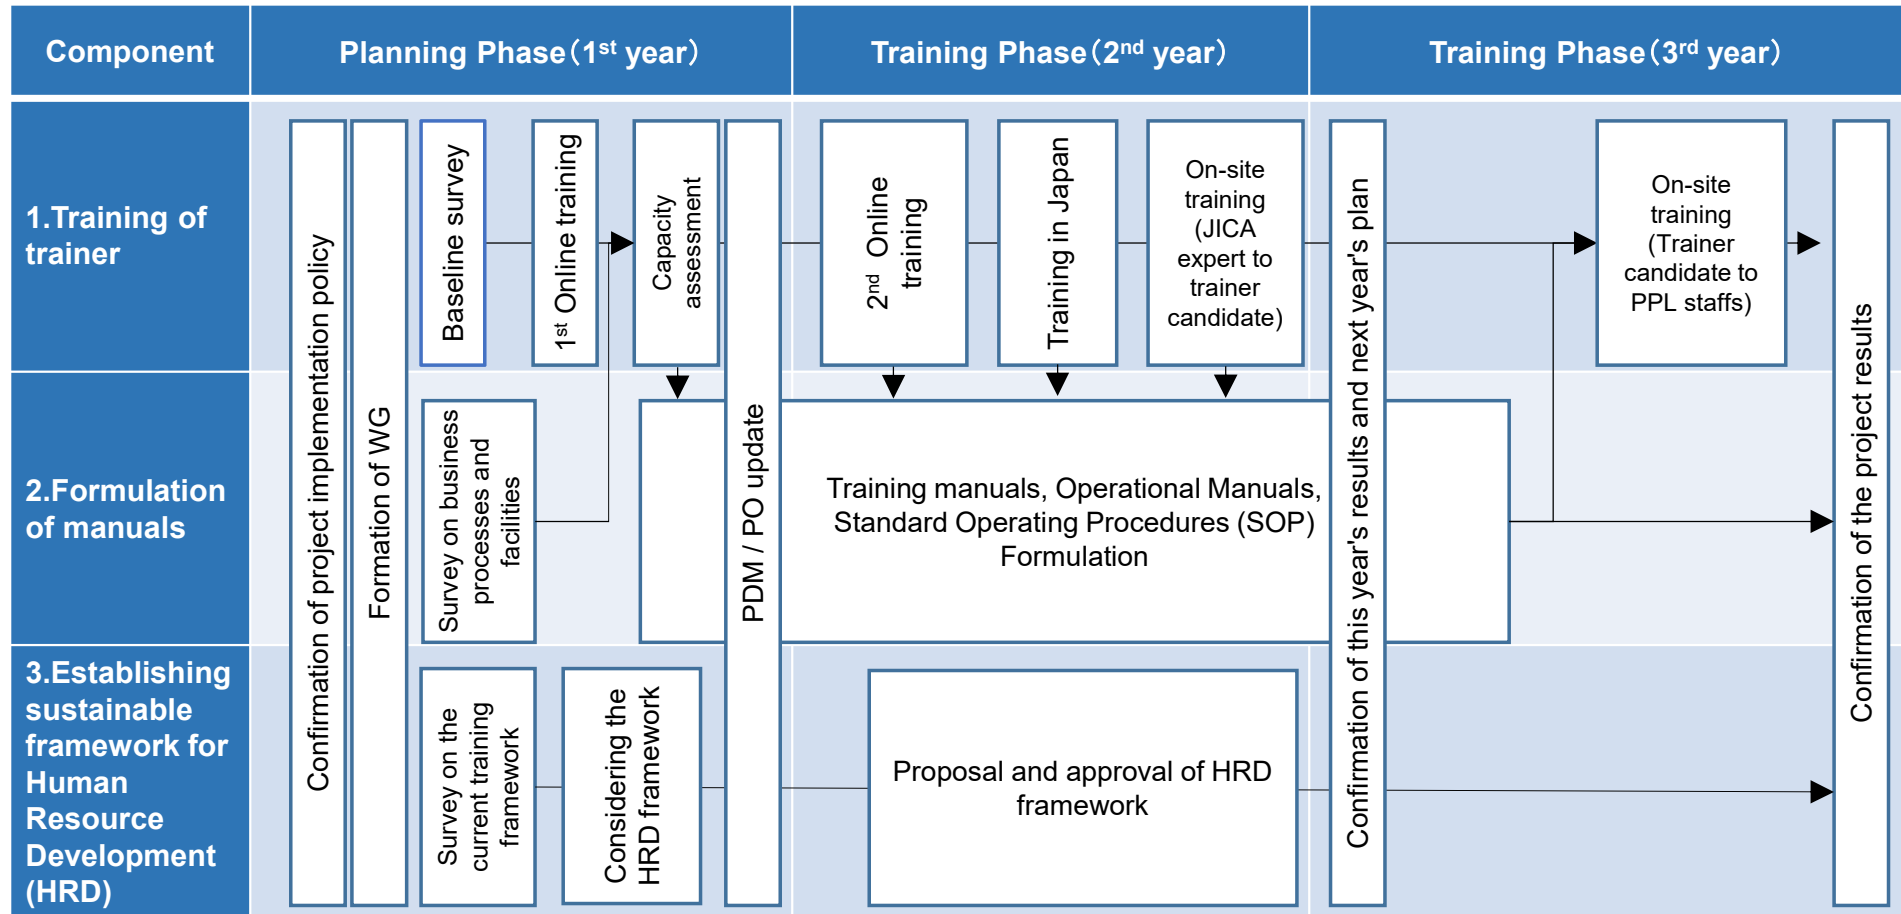 Component
Planning Phase（1st year）
Training Phase（2nd year）
Training Phase（3rd year）
1.Training of
trainer
2.Formulation
of manuals
3.Establishing
sustainable
framework for
Human
Resource
Development
(HRD)
Confirmation of project implementation policy
Formation of WG
Baseline survey
1st Online training
Capacity
assessment
PDM / PO update
2nd Online
training
Training in Japan
On-site
training
(JICA
expert to
trainer
candidate)
Confirmation of this year's results and next year's plan
On-site
training
(Trainer
candidate to
PPL staffs)
Confirmation of the project results
Survey on business
processes and
facilities
Training manuals, Operational Manuals,
Standard Operating Procedures (SOP)
Formulation
Survey on the
current training
framework
Considering the
HRD framework
Proposal and approval of HRD
framework